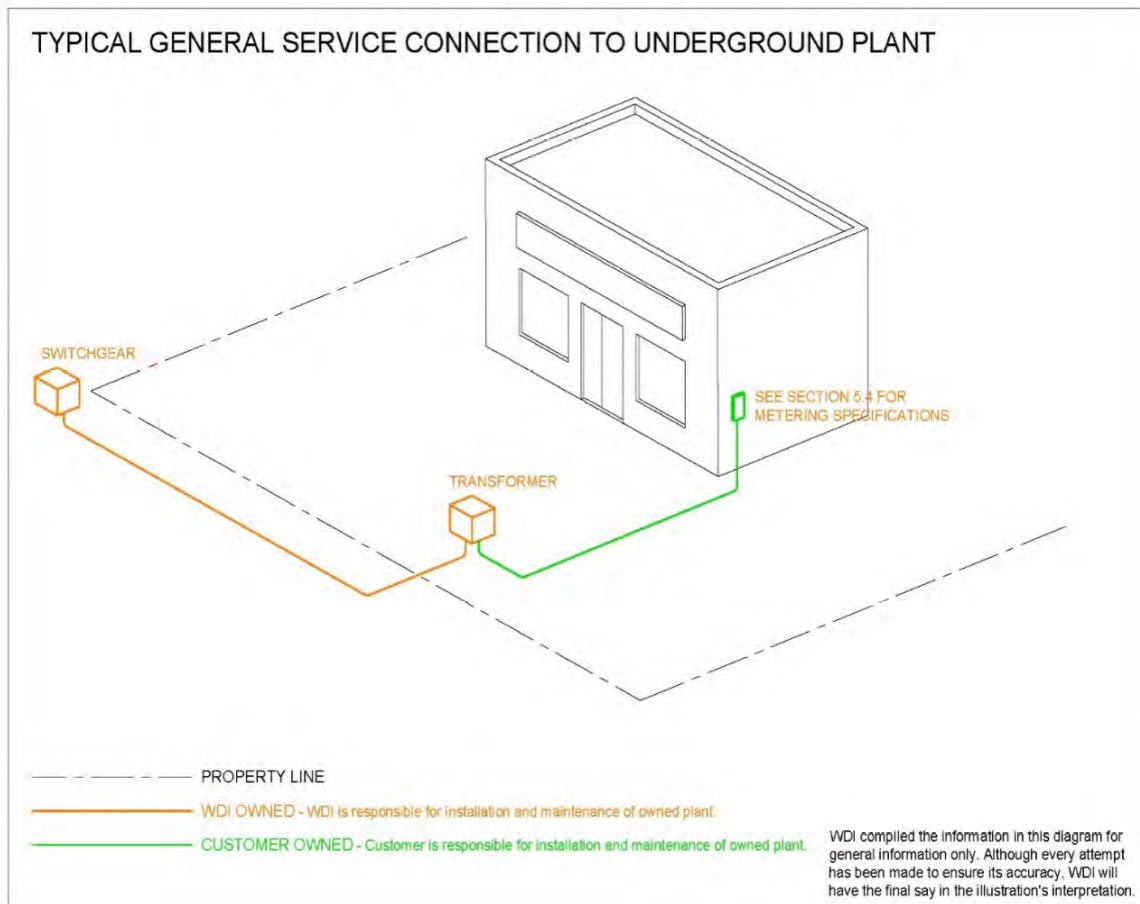 TYPICAL GENERAL SERVICE CONNECTION TO UNDERGROUND PLANT
SWITCHGEAR
SEE SECTION 5.4 FOR
METERING SPECIFICATIONS
TRANSFORMER
PROPERTY LINE
WDI OWNED - WDI is responsible for installation and maintenance of owned plant.
CUSTOMER OWNED - Customer is responsible for installation and maintenance of owned plant.
WDI compiled the information in this diagram for
general information only. Although every attempt
has been made to ensure its accuracy, WDI will
have the final say in the illustration's interpretation.